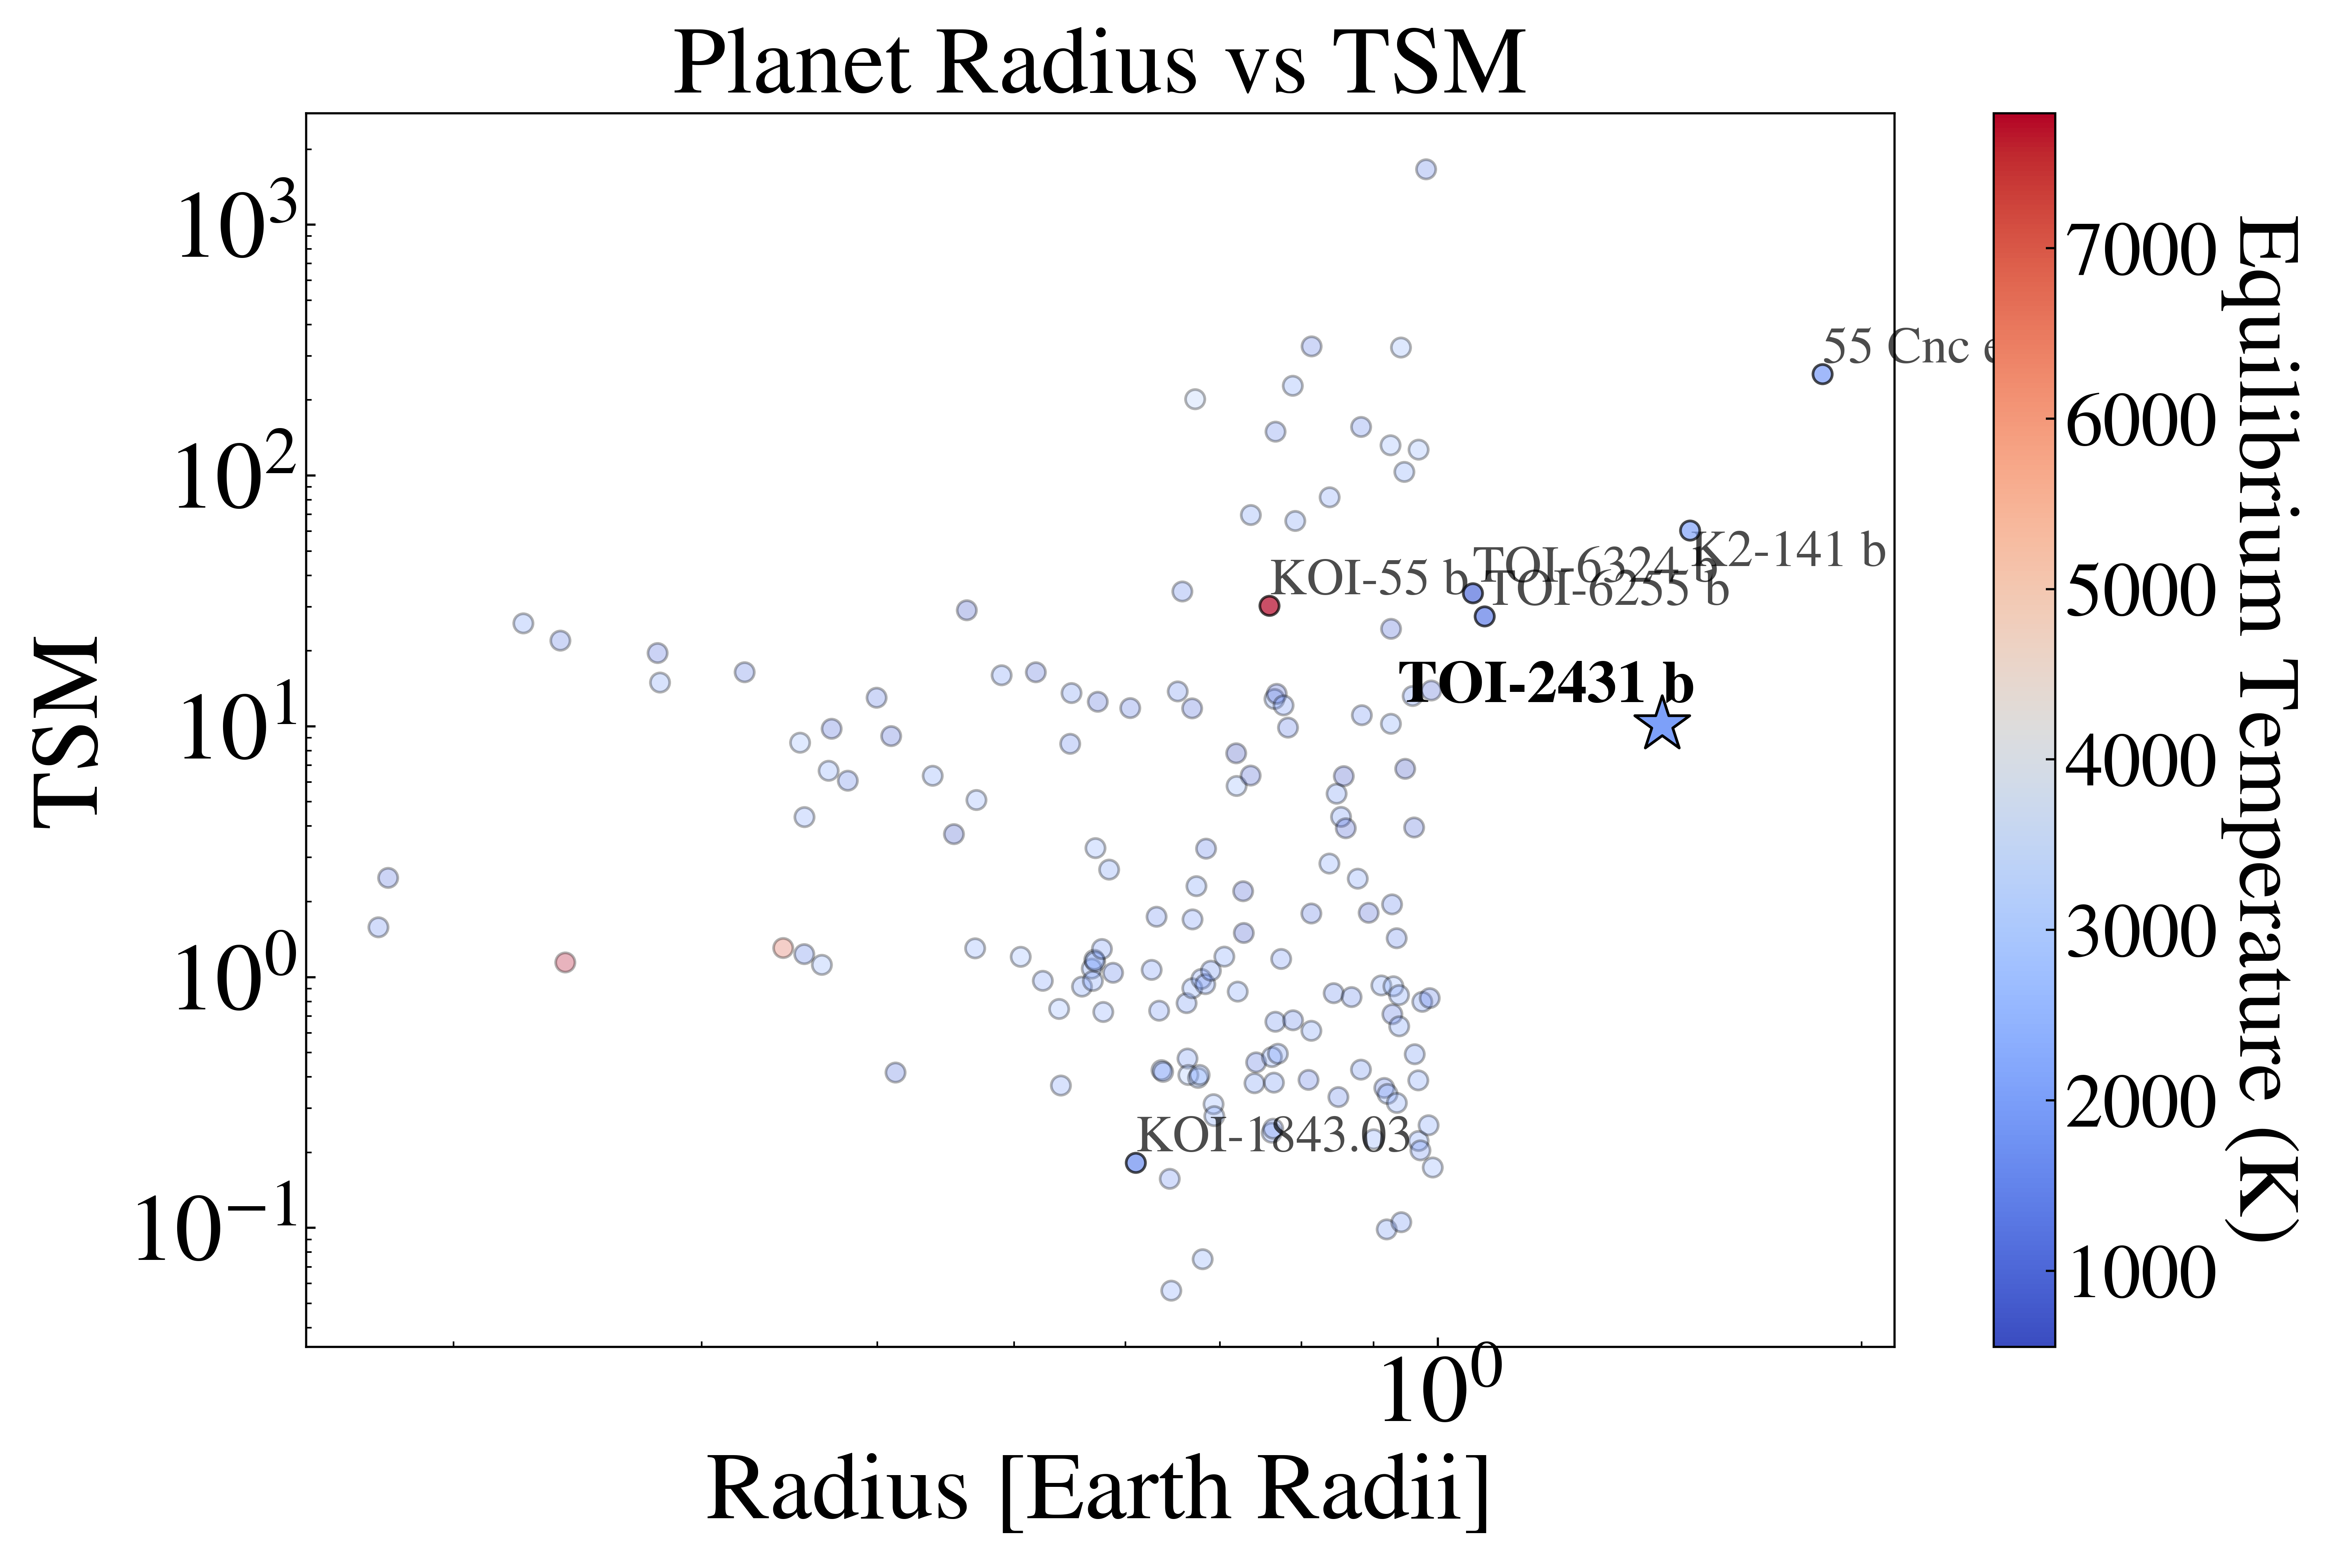 Planet Radius vs TSM
TSM
10³
10²
10¹
10⁰
10⁻¹
55 Cnc e
K2-141 b
TOI-6324 b
KOI-55 b
TOI-6255 b
TOI-2431 b
KOI-1843.03
10⁰
Radius [Earth Radii]
7000
6000
5000
4000
3000
2000
1000
Equilibrium Temperature (K)